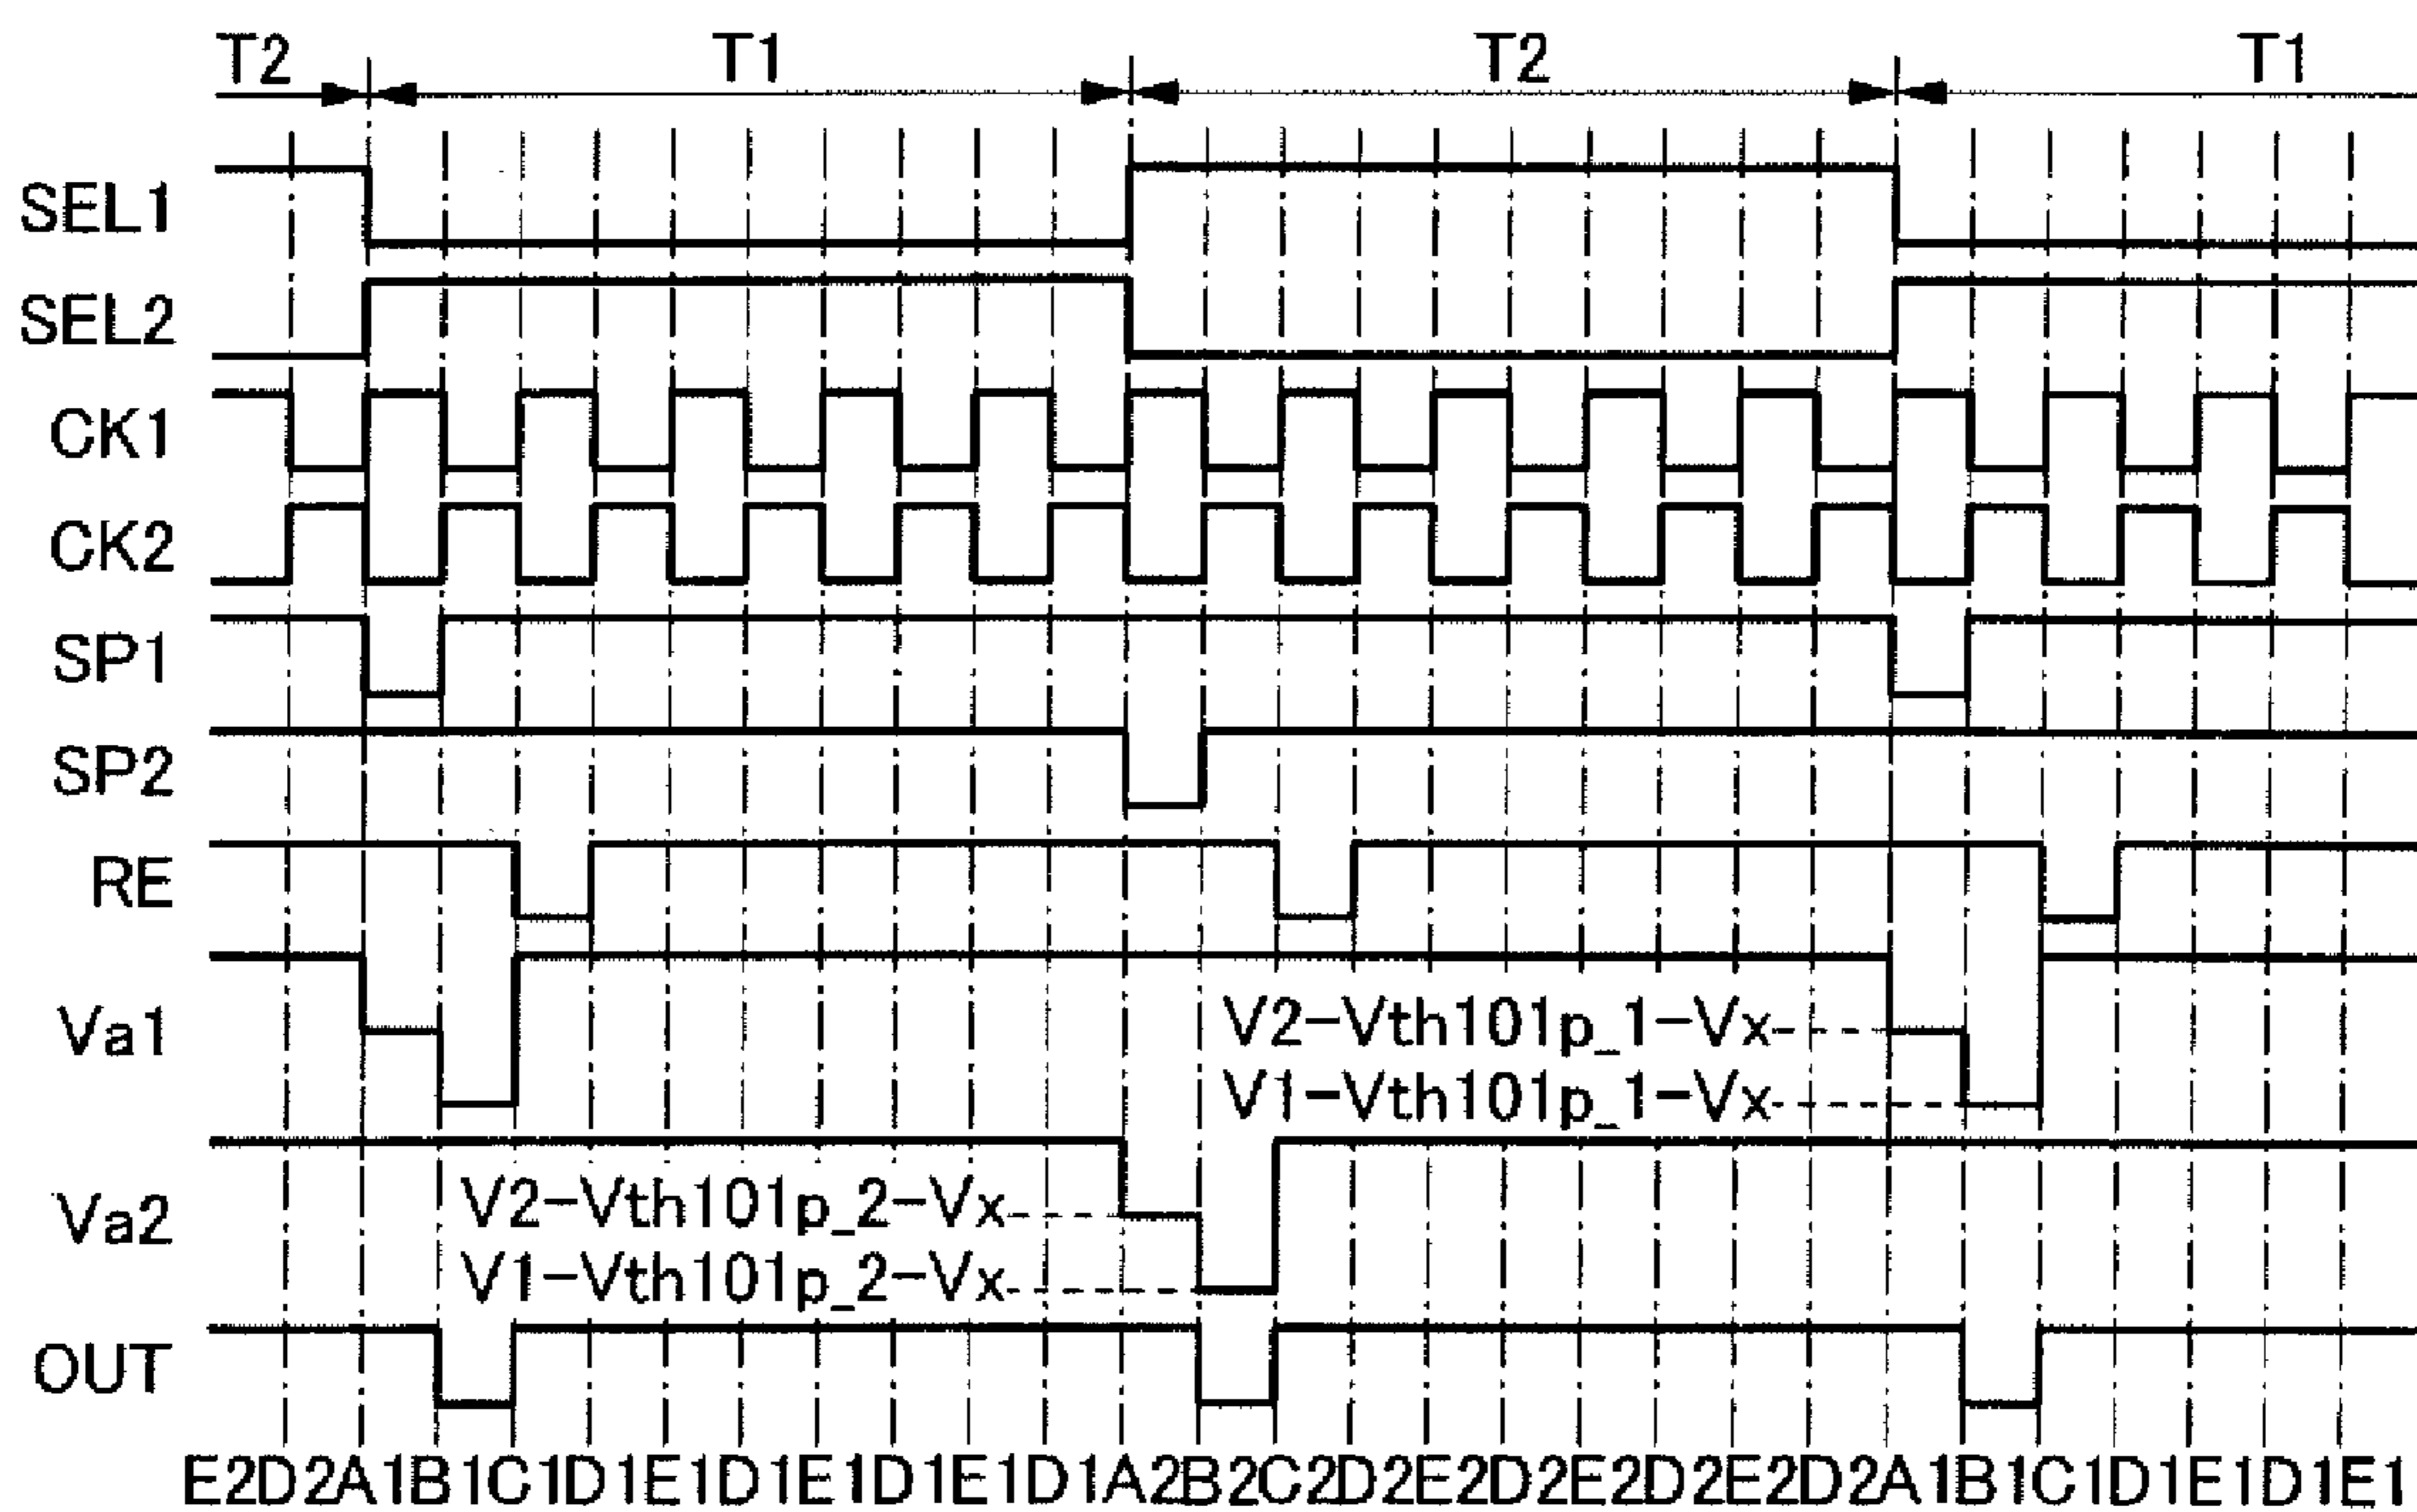 T2 T1 T2 T1
SEL1
SEL2
CK1
CK2
SP1
SP2
RE
Va1
V2-Vth101p_1-Vx
V1-Vth101p_1-Vx
Va2
V2-Vth101p_2-Vx
V1-Vth101p_2-Vx
OUT
E2D2A1B1C1D1E1D1E1D1E1D1A2B2C2D2E2D2E2D2E2D2A1B1C1D1E1D1E1